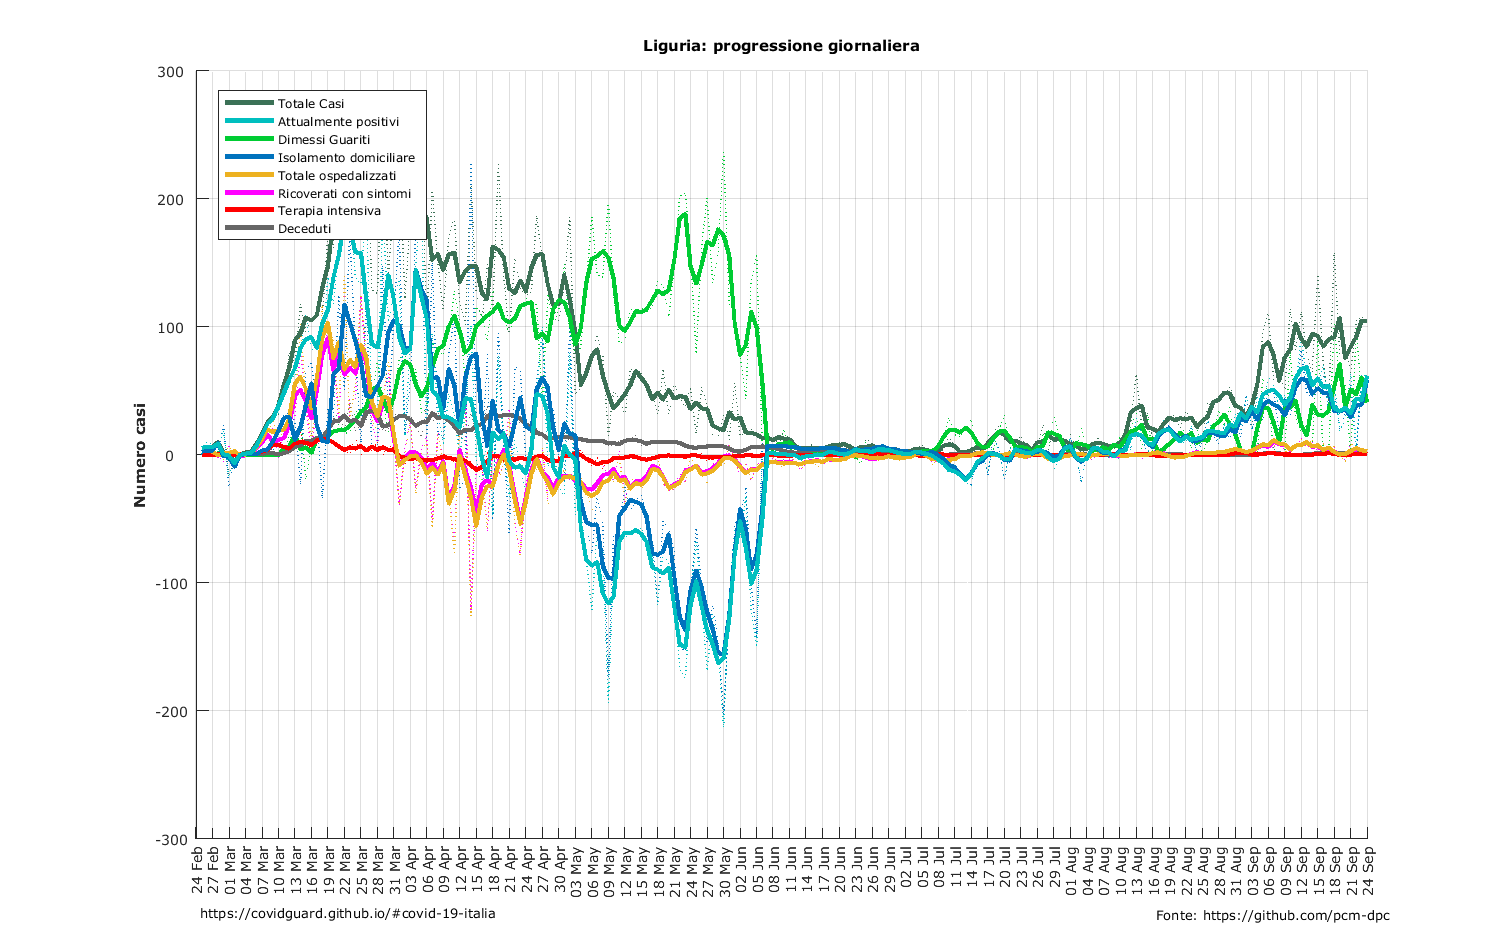 Liguria: progressione giornaliera
300
200
100
0
-100
-200
-300
Numero casi
Totale Casi
Attualmente positivi
Dimessi Guariti
Isolamento domiciliare
Totale ospedalizzati
Ricoverati con sintomi
Terapia intensiva
Deceduti
24 Feb
27 Feb
01 Mar
04 Mar
07 Mar
10 Mar
13 Mar
16 Mar
19 Mar
22 Mar
25 Mar
28 Mar
31 Mar
03 Apr
06 Apr
09 Apr
12 Apr
15 Apr
18 Apr
21 Apr
24 Apr
27 Apr
30 Apr
03 May
06 May
09 May
12 May
15 May
18 May
21 May
24 May
27 May
30 May
02 Jun
05 Jun
08 Jun
11 Jun
14 Jun
17 Jun
20 Jun
23 Jun
26 Jun
29 Jun
02 Jul
05 Jul
08 Jul
11 Jul
14 Jul
17 Jul
20 Jul
23 Jul
26 Jul
29 Jul
01 Aug
04 Aug
07 Aug
10 Aug
13 Aug
16 Aug
19 Aug
22 Aug
25 Aug
28 Aug
31 Aug
03 Sep
06 Sep
09 Sep
12 Sep
15 Sep
18 Sep
21 Sep
24 Sep
https://covidguard.github.io/#covid-19-italia
Fonte: https://github.com/pcm-dpc